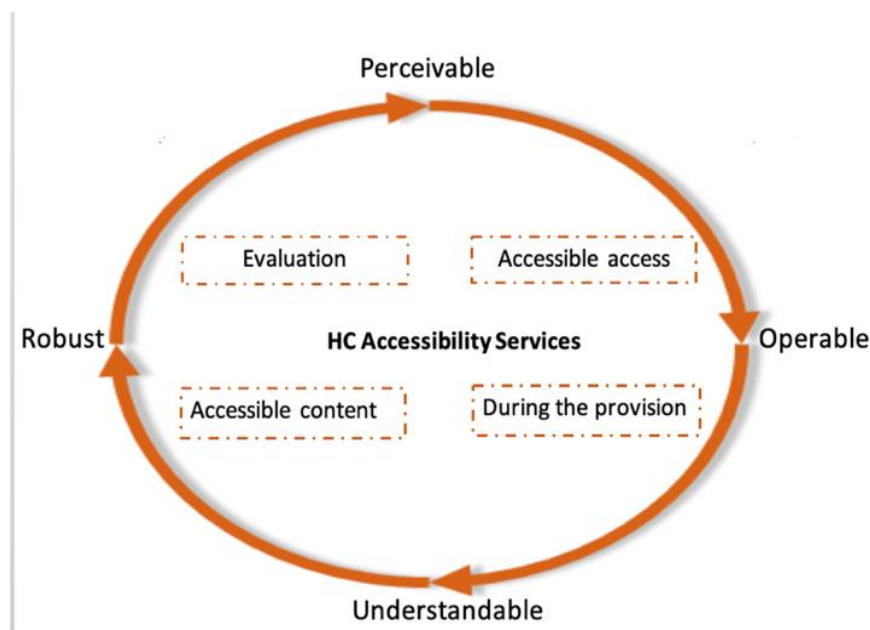 Perceivable
Evaluation
Accessible access
Robust
HC Accessibility Services
Operable
Accessible content
During the provision
Understandable